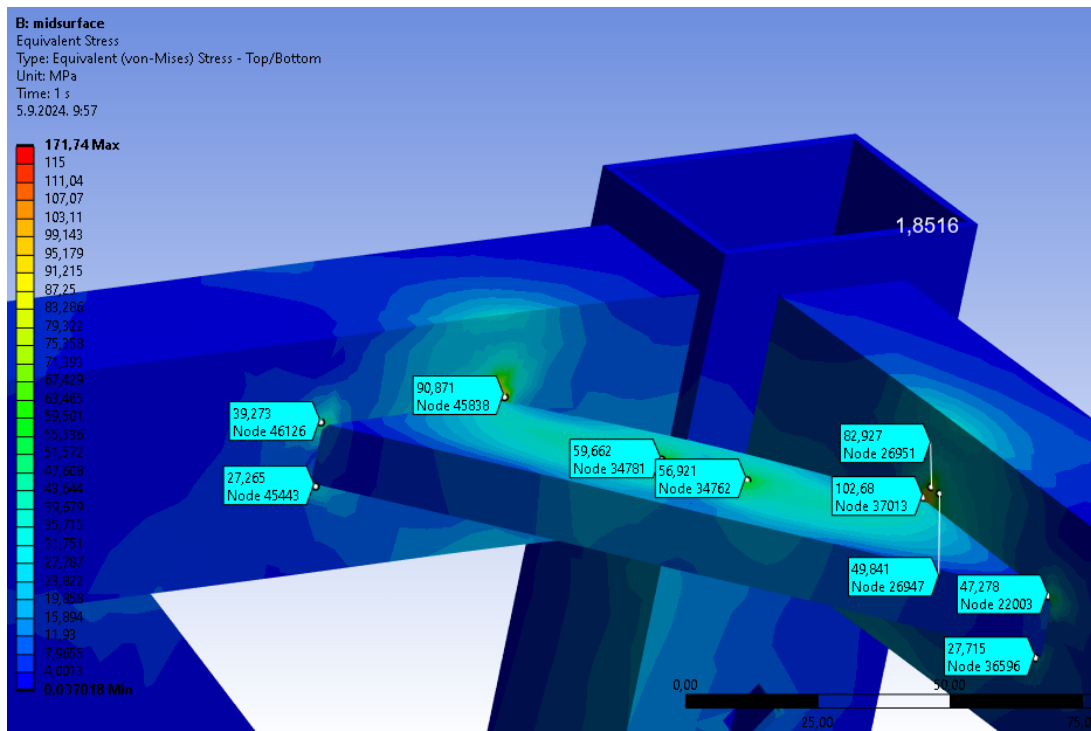 B: midsurface
Equivalent Stress
Type: Equivalent (von-Mises) Stress - Top/Bottom
Unit: MPa
Time: 1 s
5.9.2024. 9:57
171,74 Max
115
111,04
107,07
103,11
99,143
95,179
91,215
87,25
83,286
79,322
75,358
71,393
67,429
63,465
59,501
55,536
51,572
47,608
43,644
39,679
35,715
31,751
27,787
23,822
19,858
15,894
11,93
7,9655
4,0013
0,037018 Min
1,8516
90,871
Node 45838
39,273
Node 46126
27,265
Node 45443
59,662
Node 34781
56,921
Node 34762
82,927
Node 26951
102,68
Node 37013
49,841
Node 26947
47,278
Node 22003
27,715
Node 36596
0,00
50,00
25,00